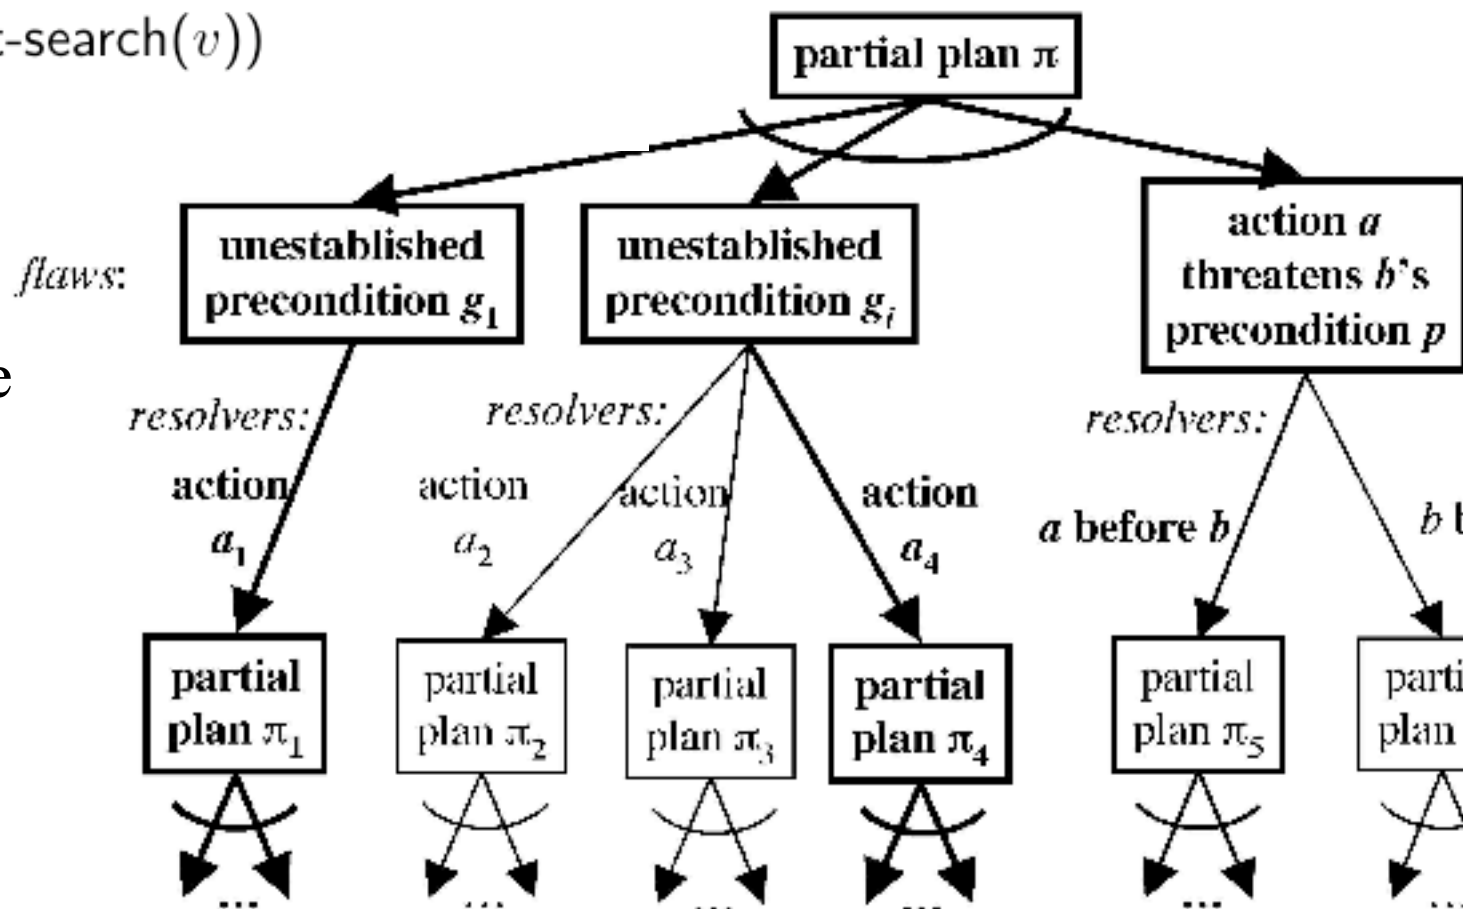 t-search(v))
partial plan π
flaws:
unestablished
precondition g₁
unestablished
precondition gᵢ
action a
threatens b's
precondition p
e
resolvers:
action
a₁
resolvers:
action
a₂
action
a₃
action
a₄
resolvers:
a before b
b
partial
plan π₁
partial
plan π₂
partial
plan π₃
partial
plan π₄
partial
plan π₅
parti
plan
...
...
...
...
...
...